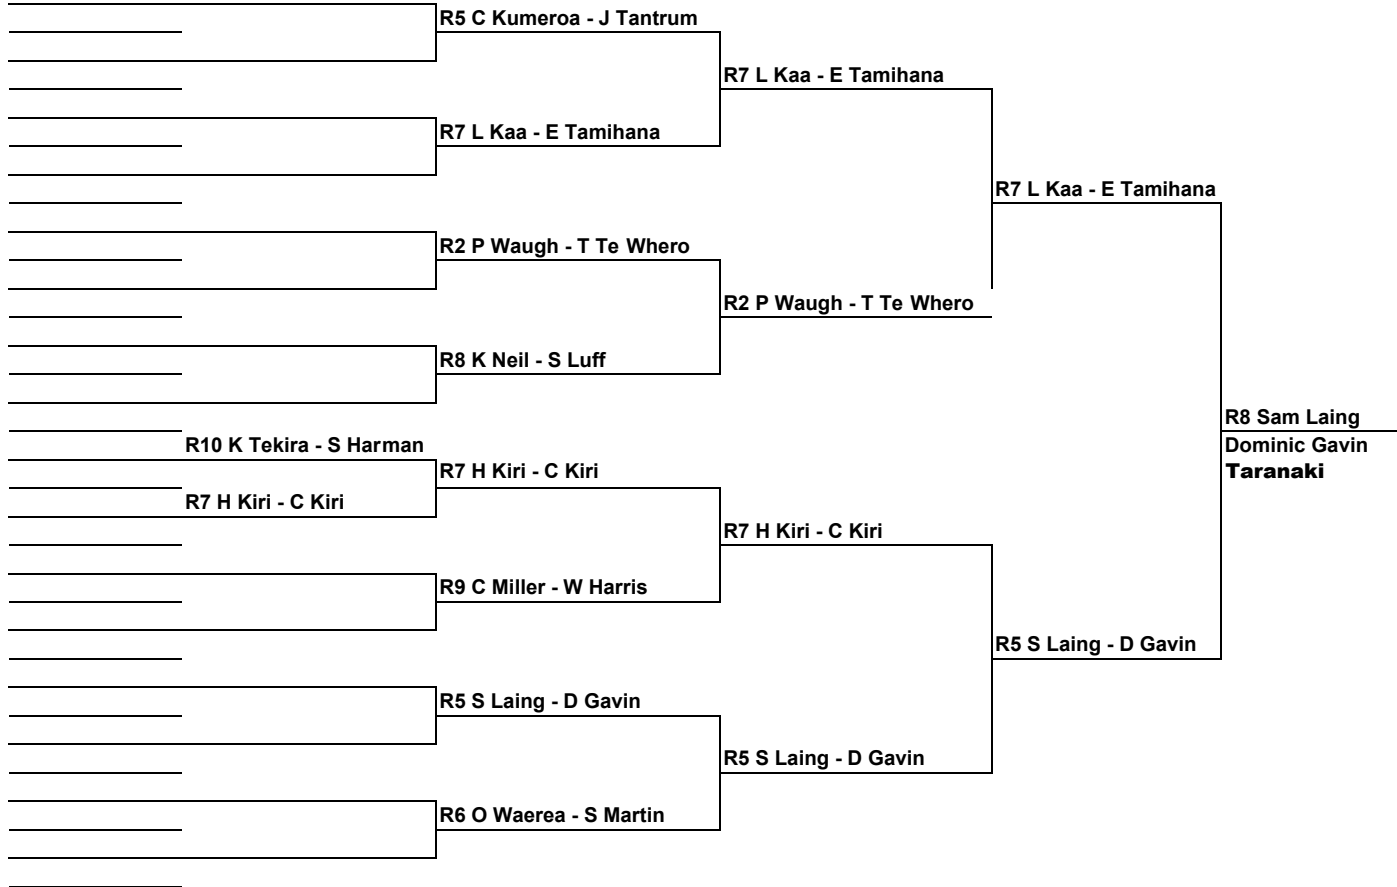 R5 C Kumeroa - J Tantrum
R7 L Kaa - E Tamihana
R7 L Kaa - E Tamihana
R7 L Kaa - E Tamihana
R2 P Waugh - T Te Whero
R2 P Waugh - T Te Whero
R8 K Neil - S Luff
R8 Sam Laing
R10 K Tekira - S Harman
Dominic Gavin
R7 H Kiri - C Kiri
Taranaki
R7 H Kiri - C Kiri
R7 H Kiri - C Kiri
R9 C Miller - W Harris
R5 S Laing - D Gavin
R5 S Laing - D Gavin
R5 S Laing - D Gavin
R6 O Waerea - S Martin